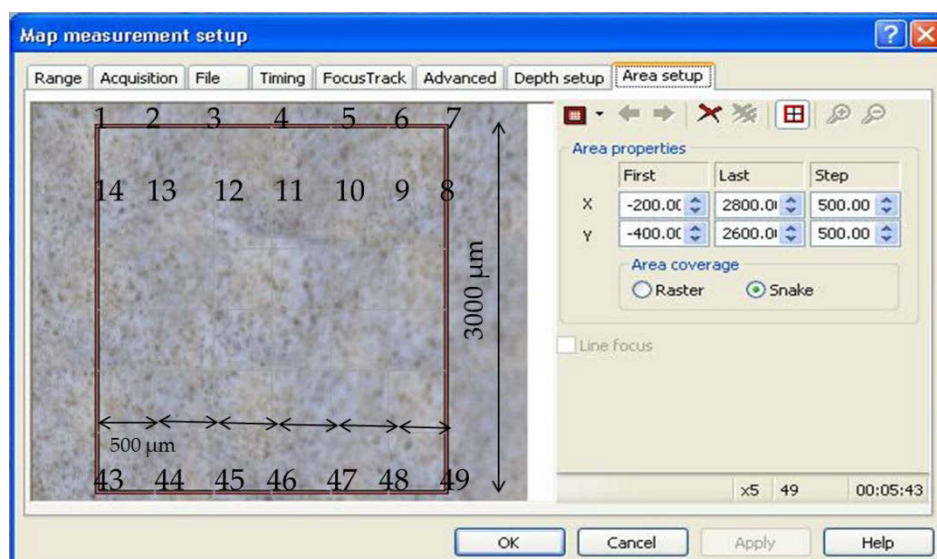 Map measurement setup
Range Acquisition File Timing FocusTrack Advanced Depth setup Area setup
1 2 3 4 5 6 7
14 13 12 11 10 9 8
3000 µm
500 µm
43 44 45 46 47 48 49
Area properties
First Last Step
X -200.00 2800.0 500.00
Y -400.00 2600.0 500.00
Area coverage
Raster Snake
Line focus
x5 49 00:05:43
OK Cancel Apply Help